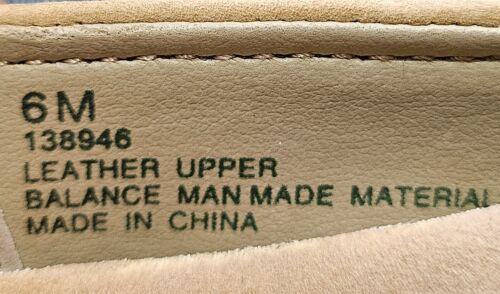 6M
138946
LEATHER UPPER
BALANCE MAN MADE MATERIAL
MADE IN CHINA